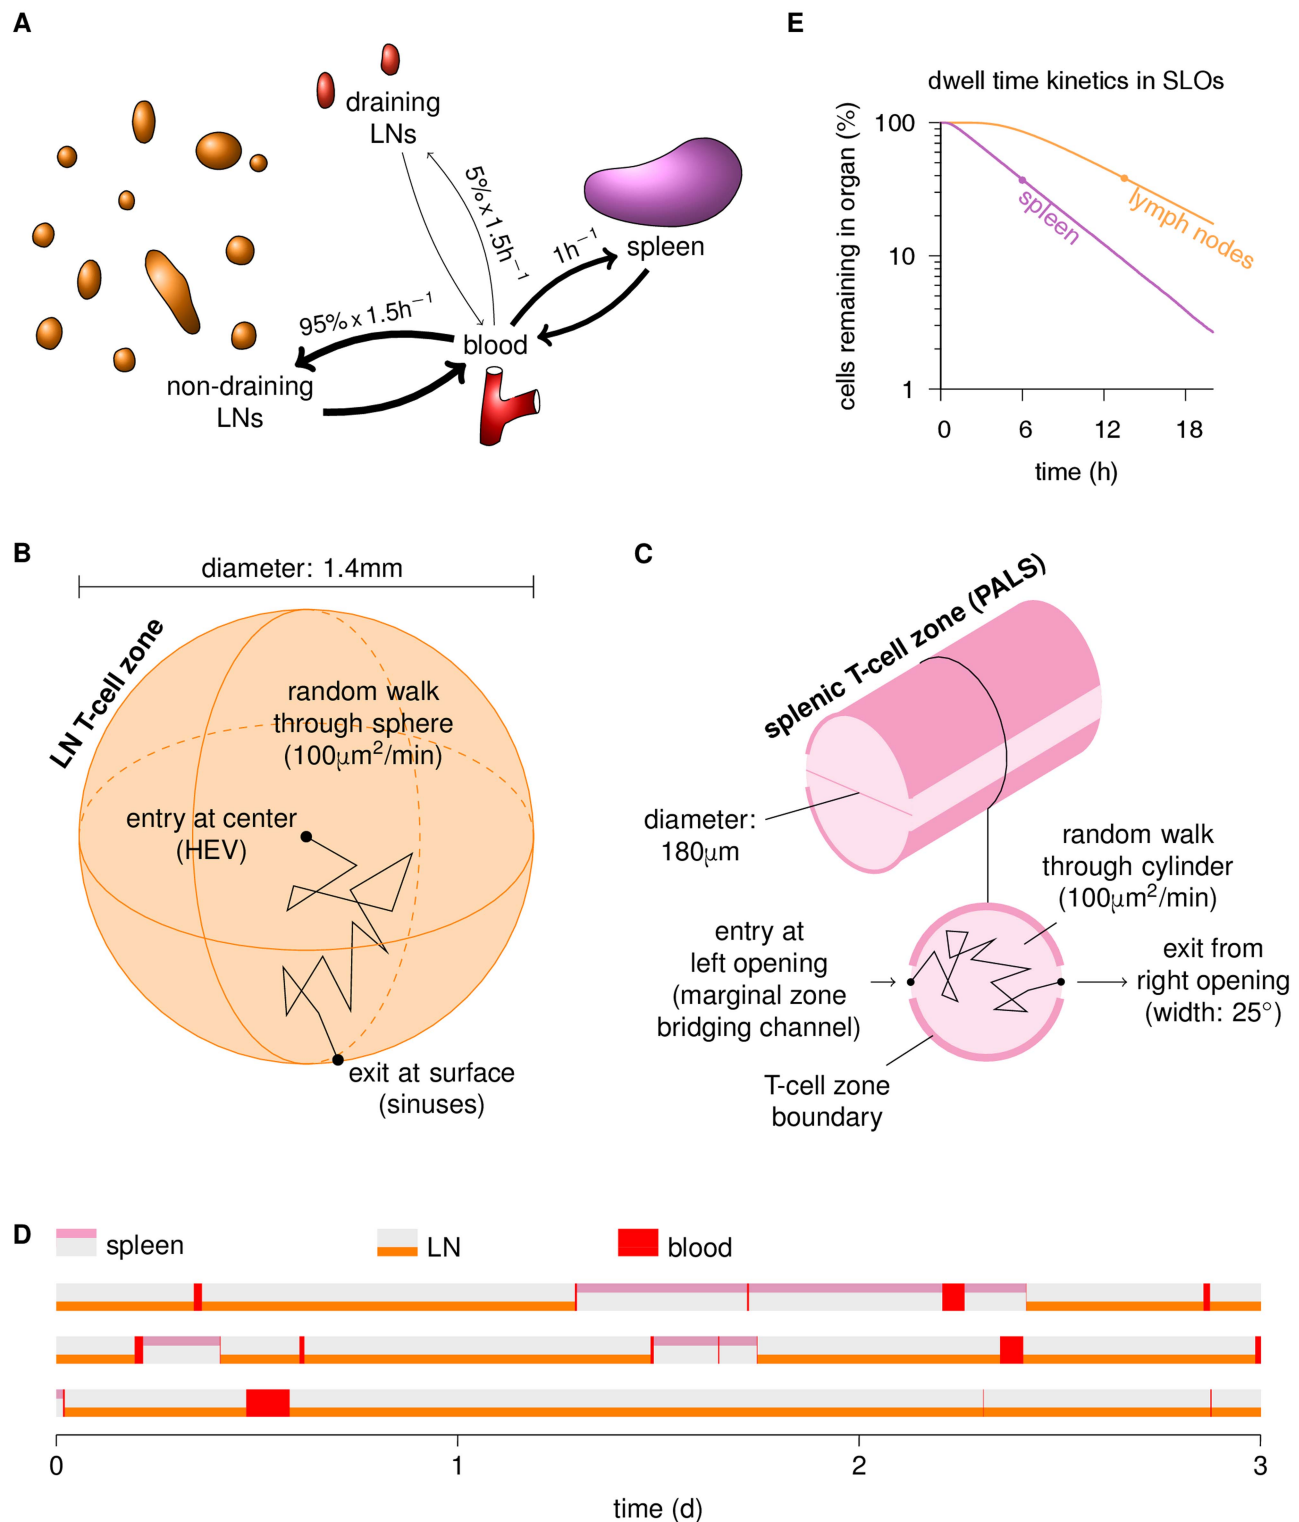 A
draining
LNs
5% x 1.5h⁻¹
1h⁻¹
spleen
95% x 1.5h⁻¹
blood
non-draining
LNs
E
dwell time kinetics in SLOs
cells remaining in organ (%)
100
10
1
spleen
lymph nodes
0 6 12 18
time (h)
B
diameter: 1.4mm
LN T-cell zone
random walk
through sphere
(100μm²/min)
entry at center
(HEV)
exit at surface
(sinuses)
C
splenic T-cell zone (PALS)
diameter:
180μm
random walk
through cylinder
(100μm²/min)
entry at
left opening
(marginal zone
bridging channel)
exit from
right opening
(width: 25°)
T-cell zone
boundary
D
spleen LN blood
0 1 2 3
time (d)